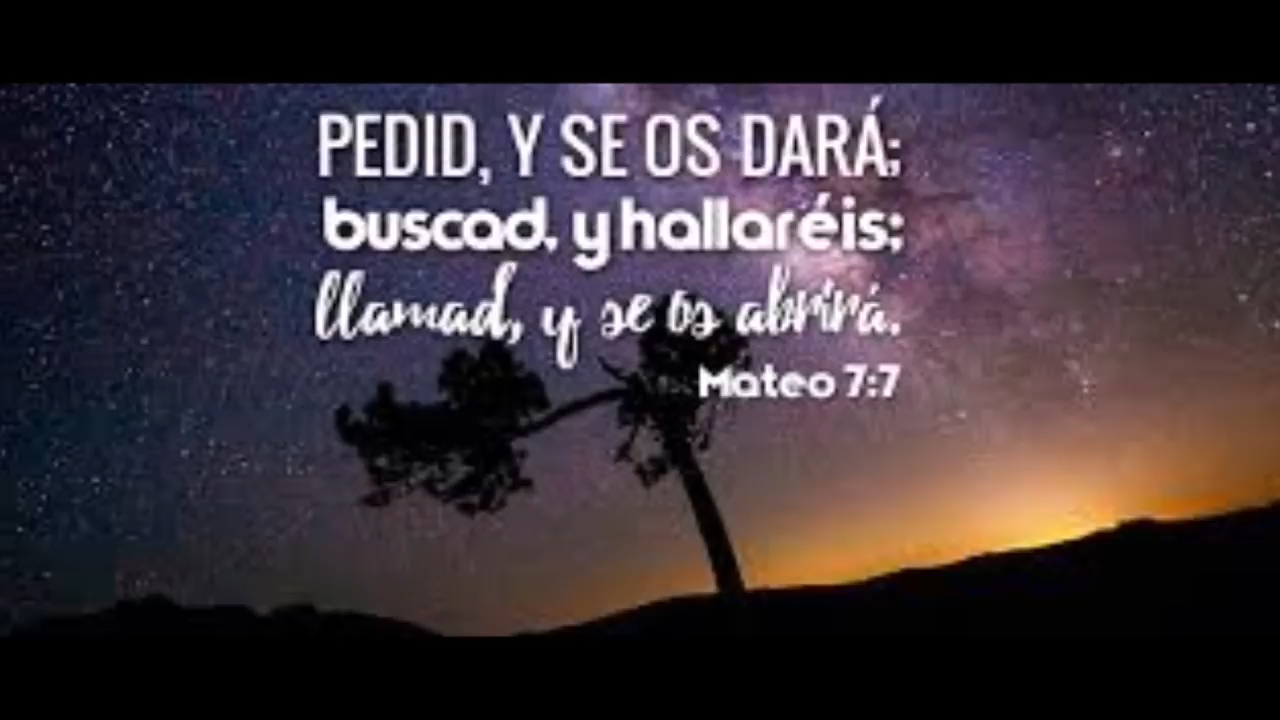 PEDID, Y SE OS DARÁ;
buscad, y hallaréis;
llamad, y se os abrirá.
Mateo 7:7